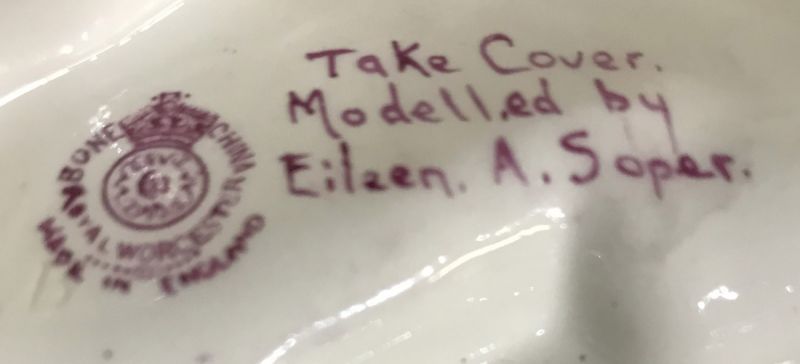 Take Cover.
Modelled by
Eileen. A. Soper.
BONE CHINA
ROYAL WORCESTER
MADE IN ENGLAND